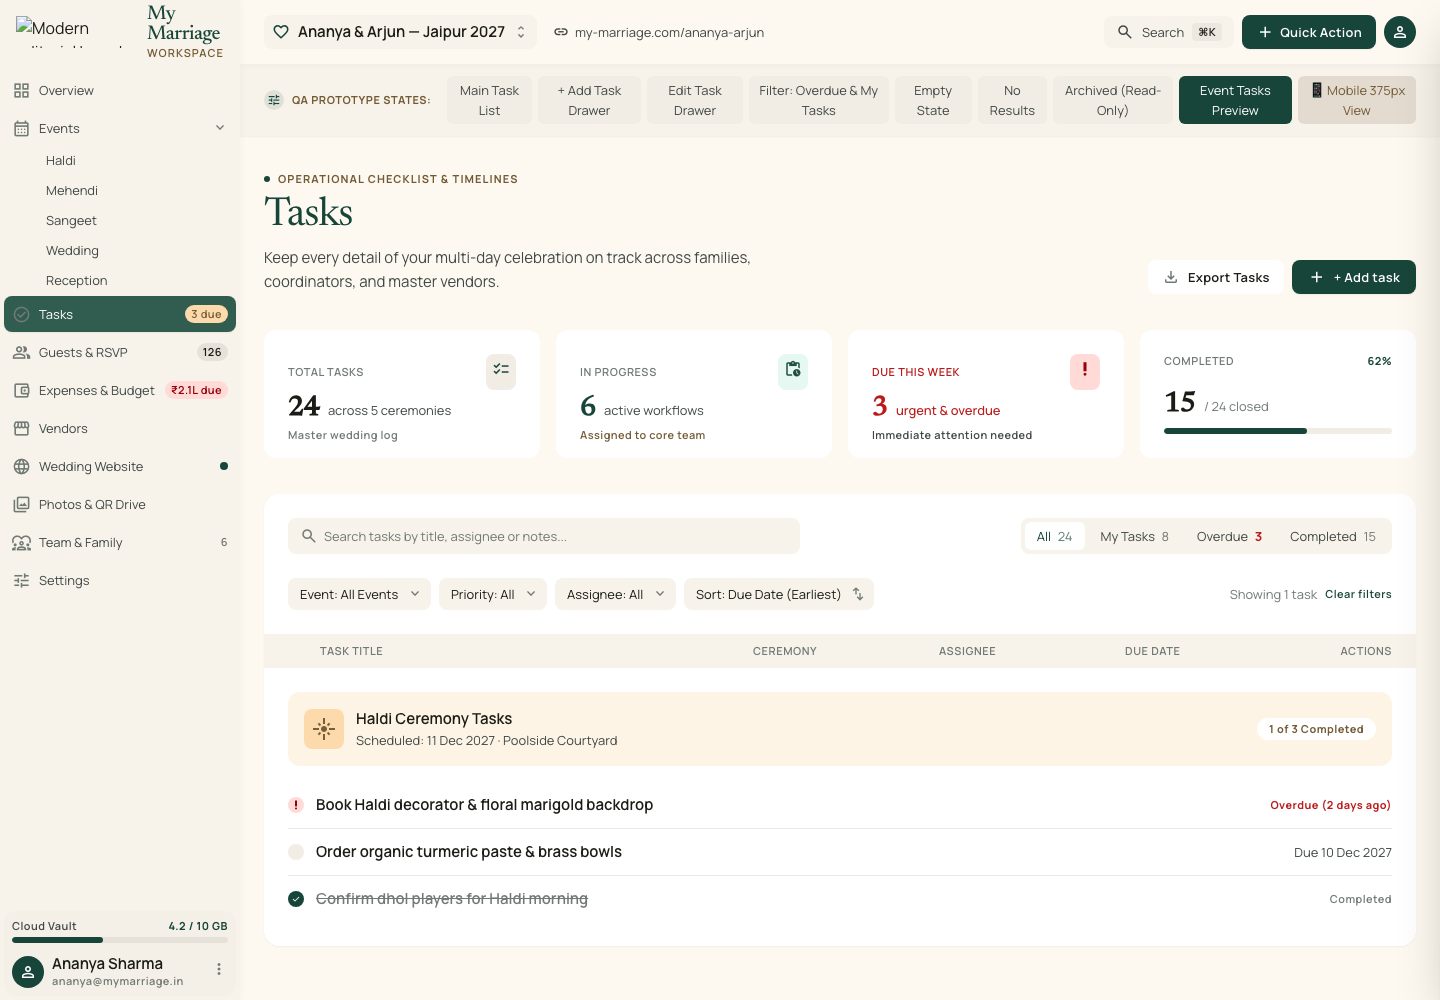 Modern
My
Marriage
WORKSPACE
Overview
Events
Haldi
Mehendi
Sangeet
Wedding
Reception
Tasks
3 due
Guests & RSVP
126
Expenses & Budget
₹2.1L due
Vendors
Wedding Website
Photos & QR Drive
Team & Family
6
Settings
Cloud Vault
4.2 / 10 GB
Ananya Sharma
ananya@mymarriage.in
Ananya & Arjun — Jaipur 2027
my-marriage.com/ananya-arjun
Search
⌘K
Quick Action
QA PROTOTYPE STATES:
Main Task
List
+ Add Task
Drawer
Edit Task
Drawer
Filter: Overdue & My
Tasks
Empty
State
No
Results
Archived (Read-
Only)
Event Tasks
Preview
📱 Mobile 375px
View
OPERATIONAL CHECKLIST & TIMELINES
Tasks
Keep every detail of your multi-day celebration on track across families,
coordinators, and master vendors.
Export Tasks
+ Add task
TOTAL TASKS
24 across 5 ceremonies
Master wedding log
IN PROGRESS
6 active workflows
Assigned to core team
DUE THIS WEEK
3 urgent & overdue
Immediate attention needed
COMPLETED
62%
15 / 24 closed
Search tasks by title, assignee or notes...
All 24
My Tasks 8
Overdue 3
Completed 15
Event: All Events
Priority: All
Assignee: All
Sort: Due Date (Earliest)
Showing 1 task
Clear filters
TASK TITLE
CEREMONY
ASSIGNEE
DUE DATE
ACTIONS
Haldi Ceremony Tasks
Scheduled: 11 Dec 2027 · Poolside Courtyard
1 of 3 Completed
Book Haldi decorator & floral marigold backdrop
Overdue (2 days ago)
Order organic turmeric paste & brass bowls
Due 10 Dec 2027
Confirm dhol players for Haldi morning
Completed